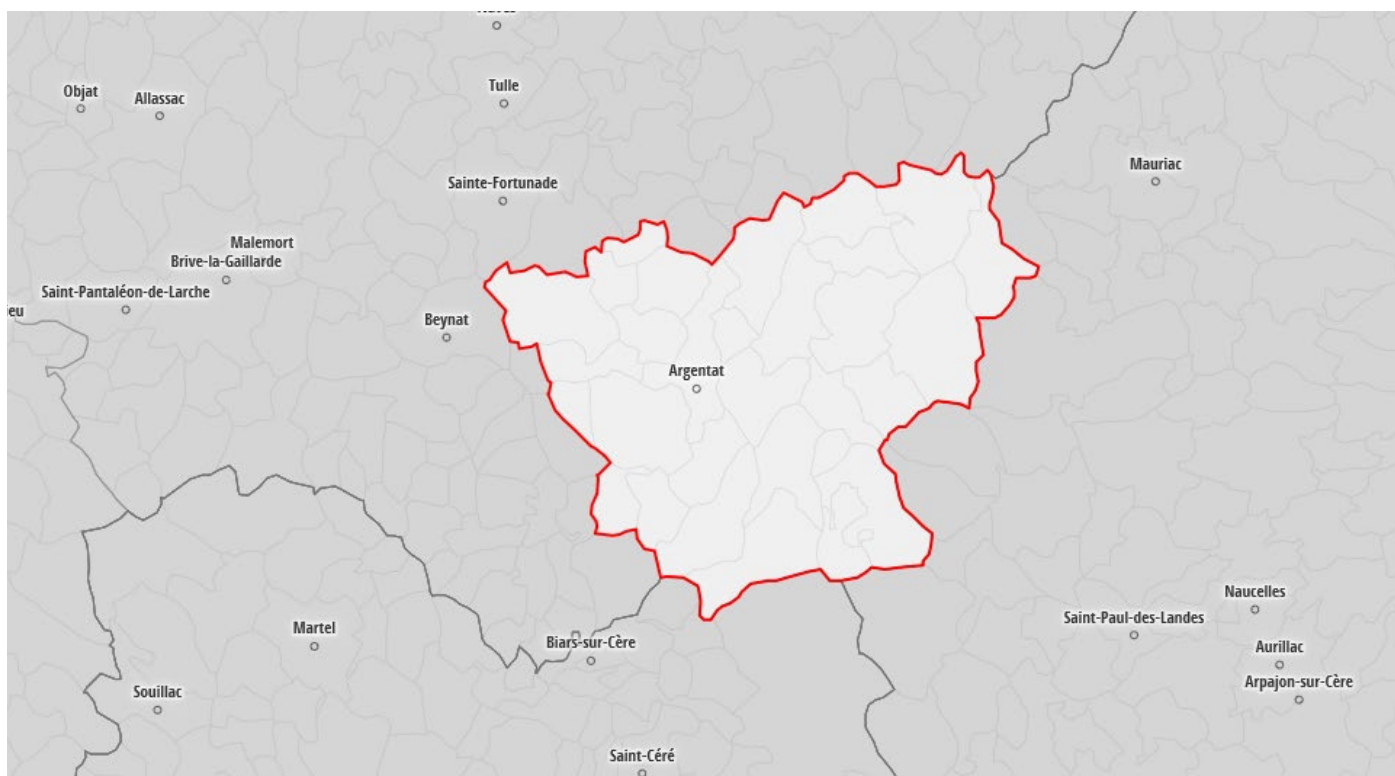 Tulle
Objat
Allassac
Mauriac
Sainte-Fortunade
Malemort
Brive-la-Gaillarde
Saint-Pantaléon-de-Larche
Beynat
Argentat
Naucelles
Saint-Paul-des-Landes
Martel
Biars-sur-Cère
Aurillac
Arpajon-sur-Cère
Souillac
Saint-Céré